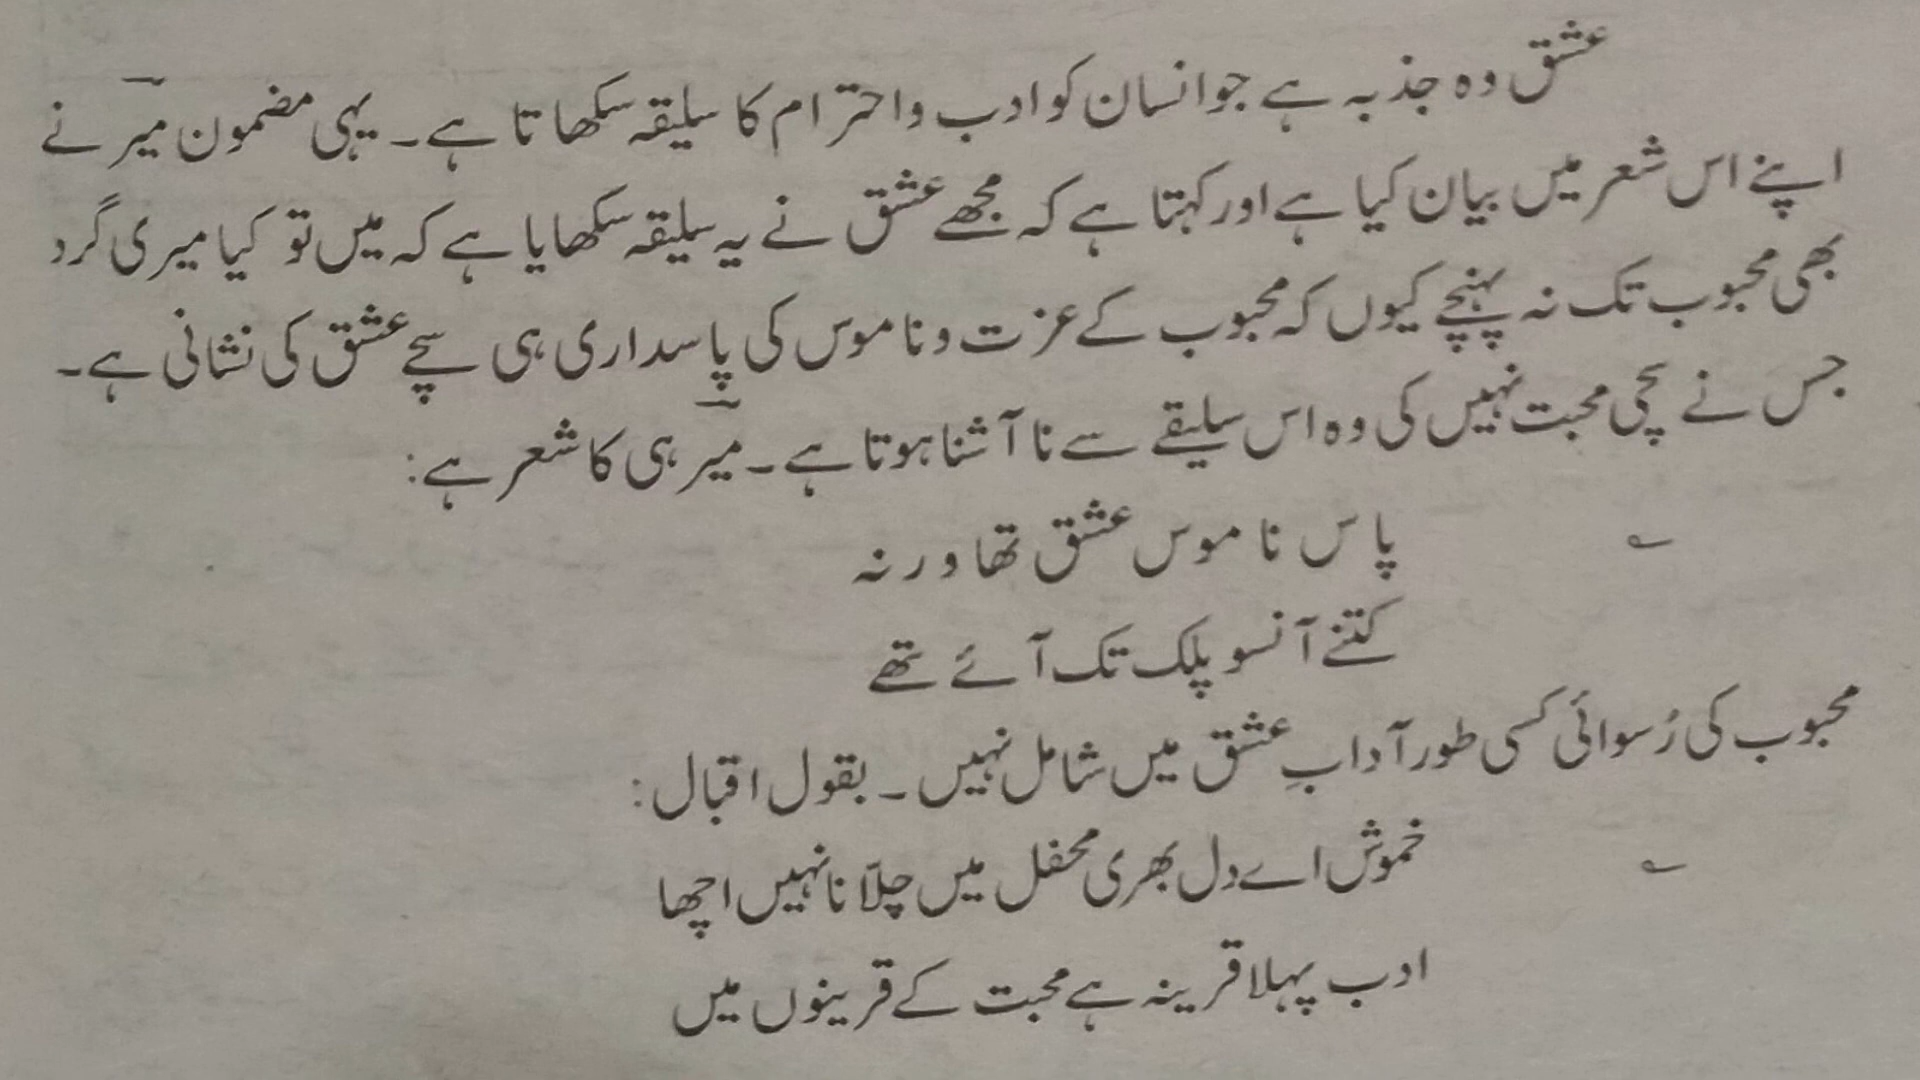 عشق وہ جذبہ ہے جو انسان کو ادب و احترام کا سلیقہ سکھاتا ہے۔ یہی مضمون میرؔ نے
اپنے اس شعر میں بیان کیا ہے اور کہتا ہے کہ مجھے عشق نے یہ سلیقہ سکھایا ہے کہ میں تو کیا میری گرد
بھی محبوب تک نہ پہنچے کیوں کہ محبوب کے عزت و ناموس کی پاسداری ہی سچے عشق کی نشانی ہے۔
جس نے سچی محبت نہیں کی وہ اس سلیقے سے نا آشنا ہوتا ہے۔ میرؔ ہی کا شعر ہے:
؎ پاس ناموس عشق تھا ورنہ
کتنے آنسو پلک تک آئے تھے
محبوب کی رُسوائی کسی طور آدابِ عشق میں شامل نہیں۔ بقول اقبال:
؎ خموش اے دل بھری محفل میں چلّانا نہیں اچھا
ادب پہلا قرینہ ہے محبت کے قرینوں میں